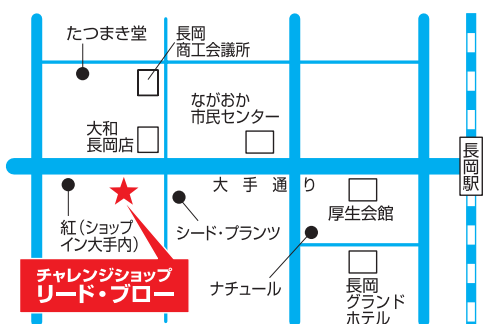 たつまき堂
長岡
商工会議所
ながおか
市民センター
大和
長岡店
長岡駅
大手通り
紅(ショップ
イン大手内)
シード・プランツ
厚生会館
チャレンジショップ
リード・ブロー
ナチュール
長岡
グランド
ホテル